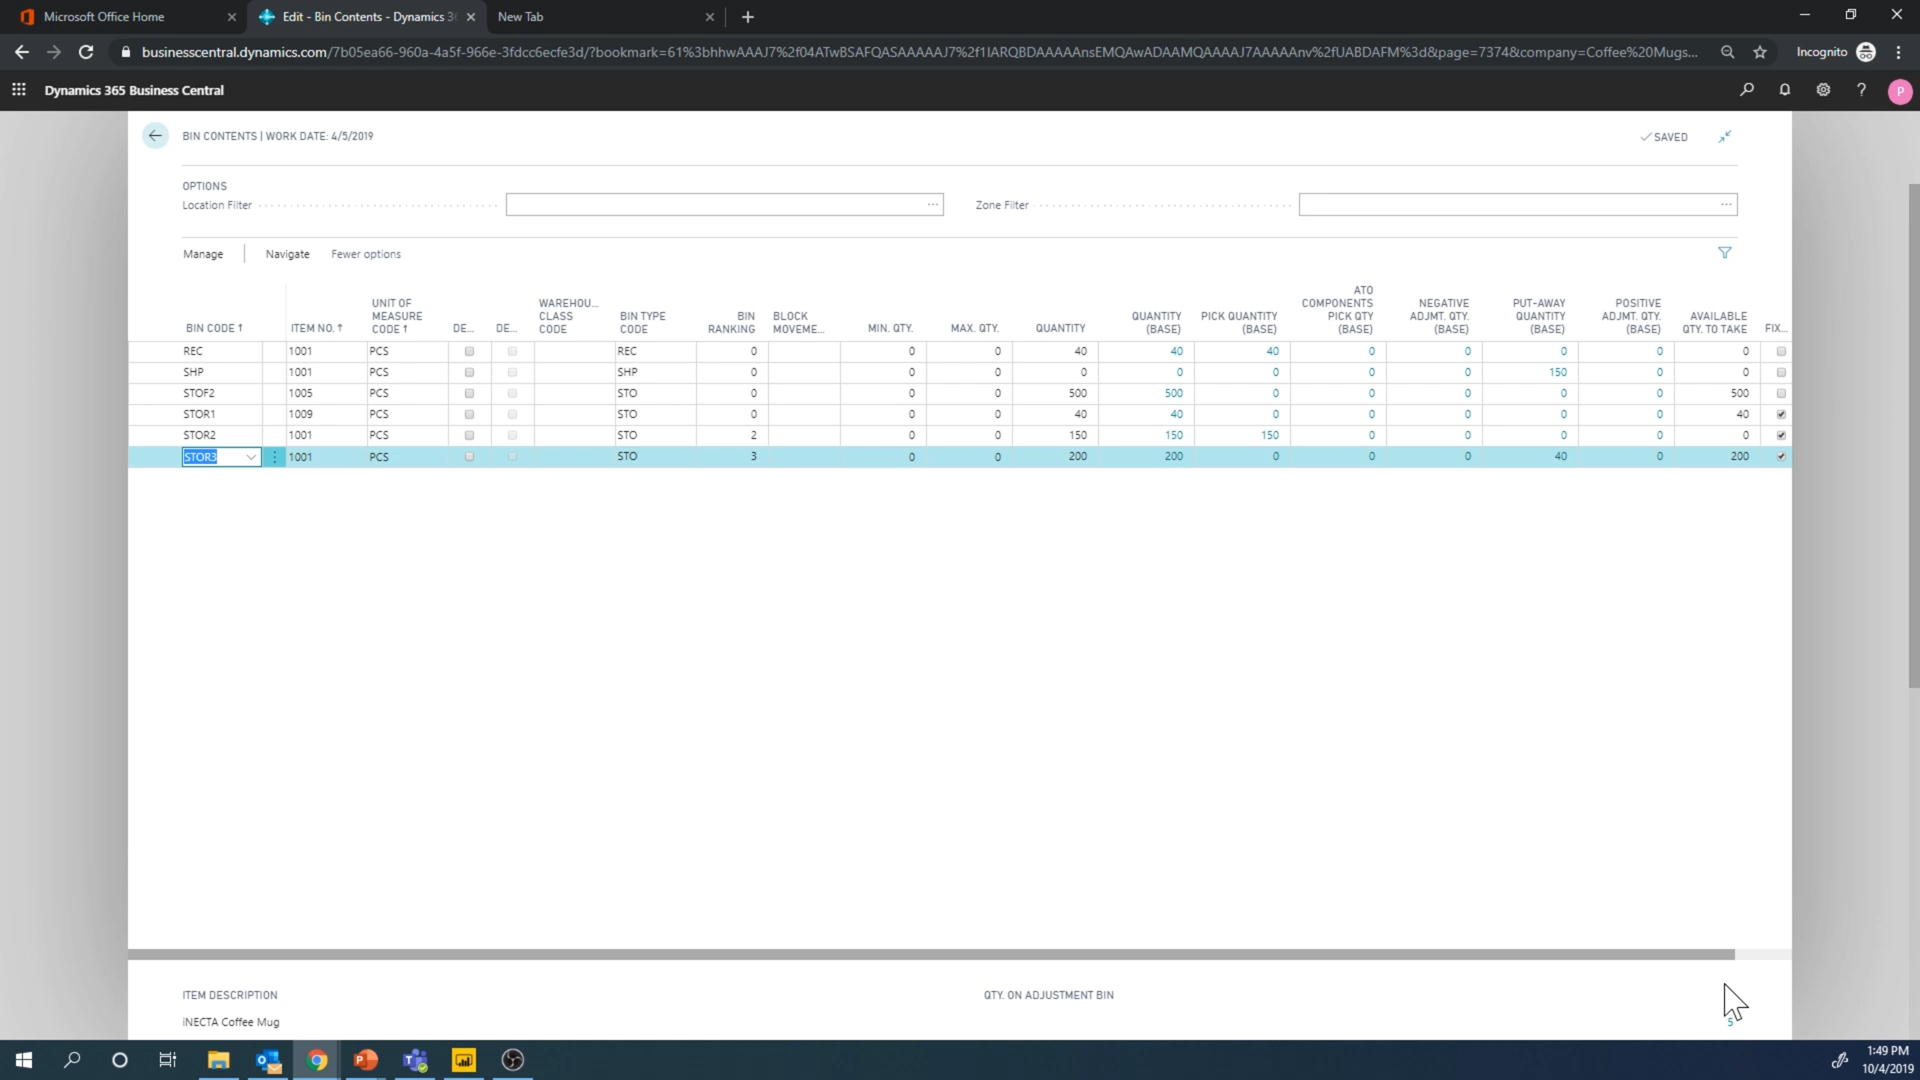 Microsoft Office Home
Edit - Bin Contents - Dynamics 36
New Tab
businesscentral.dynamics.com/7b05ea66-960a-4a5f-966e-3fdcc6ecfe3d/?bookmark=61%3bhhwAAAJ7%2f04ATwBSAFQASAAAAAJ7%2f1IARQBDAAAAAnsEMQAwADAAMQAAAAJ7AAAAAnv%2fUABDAFM%3d&page=7374&company=Coffee%20Mugs...
Incognito
Dynamics 365 Business Central
P
BIN CONTENTS | WORK DATE: 4/5/2019
SAVED
OPTIONS
Location Filter
Zone Filter
Manage Navigate Fewer options
BIN CODE↑ ITEM NO. ↑ UNIT OF MEASURE CODE↑ DE... DE... WAREHOU... CLASS CODE BIN TYPE CODE BIN RANKING BLOCK MOVEME... MIN. QTY. MAX. QTY. QUANTITY QUANTITY (BASE) PICK QUANTITY (BASE) ATO COMPONENTS PICK QTY (BASE) NEGATIVE ADJMT. QTY. (BASE) PUT-AWAY QUANTITY (BASE) POSITIVE ADJMT. QTY. (BASE) AVAILABLE QTY. TO TAKE FIX...
REC 1001 PCS REC 0 0 0 40 40 40 0 0 0 0 0
SHP 1001 PCS SHP 0 0 0 0 0 0 0 0 150 0 0
STOF2 1005 PCS STO 0 0 0 500 500 0 0 0 0 0 500
STOR1 1009 PCS STO 0 0 0 40 40 0 0 0 0 0 40
STOR2 1001 PCS STO 2 0 0 150 150 150 0 0 0 0 0
STOR3 1001 PCS STO 3 0 0 200 200 0 0 0 40 0 200
ITEM DESCRIPTION
QTY. ON ADJUSTMENT BIN
iNECTA Coffee Mug
5
1:49 PM
10/4/2019